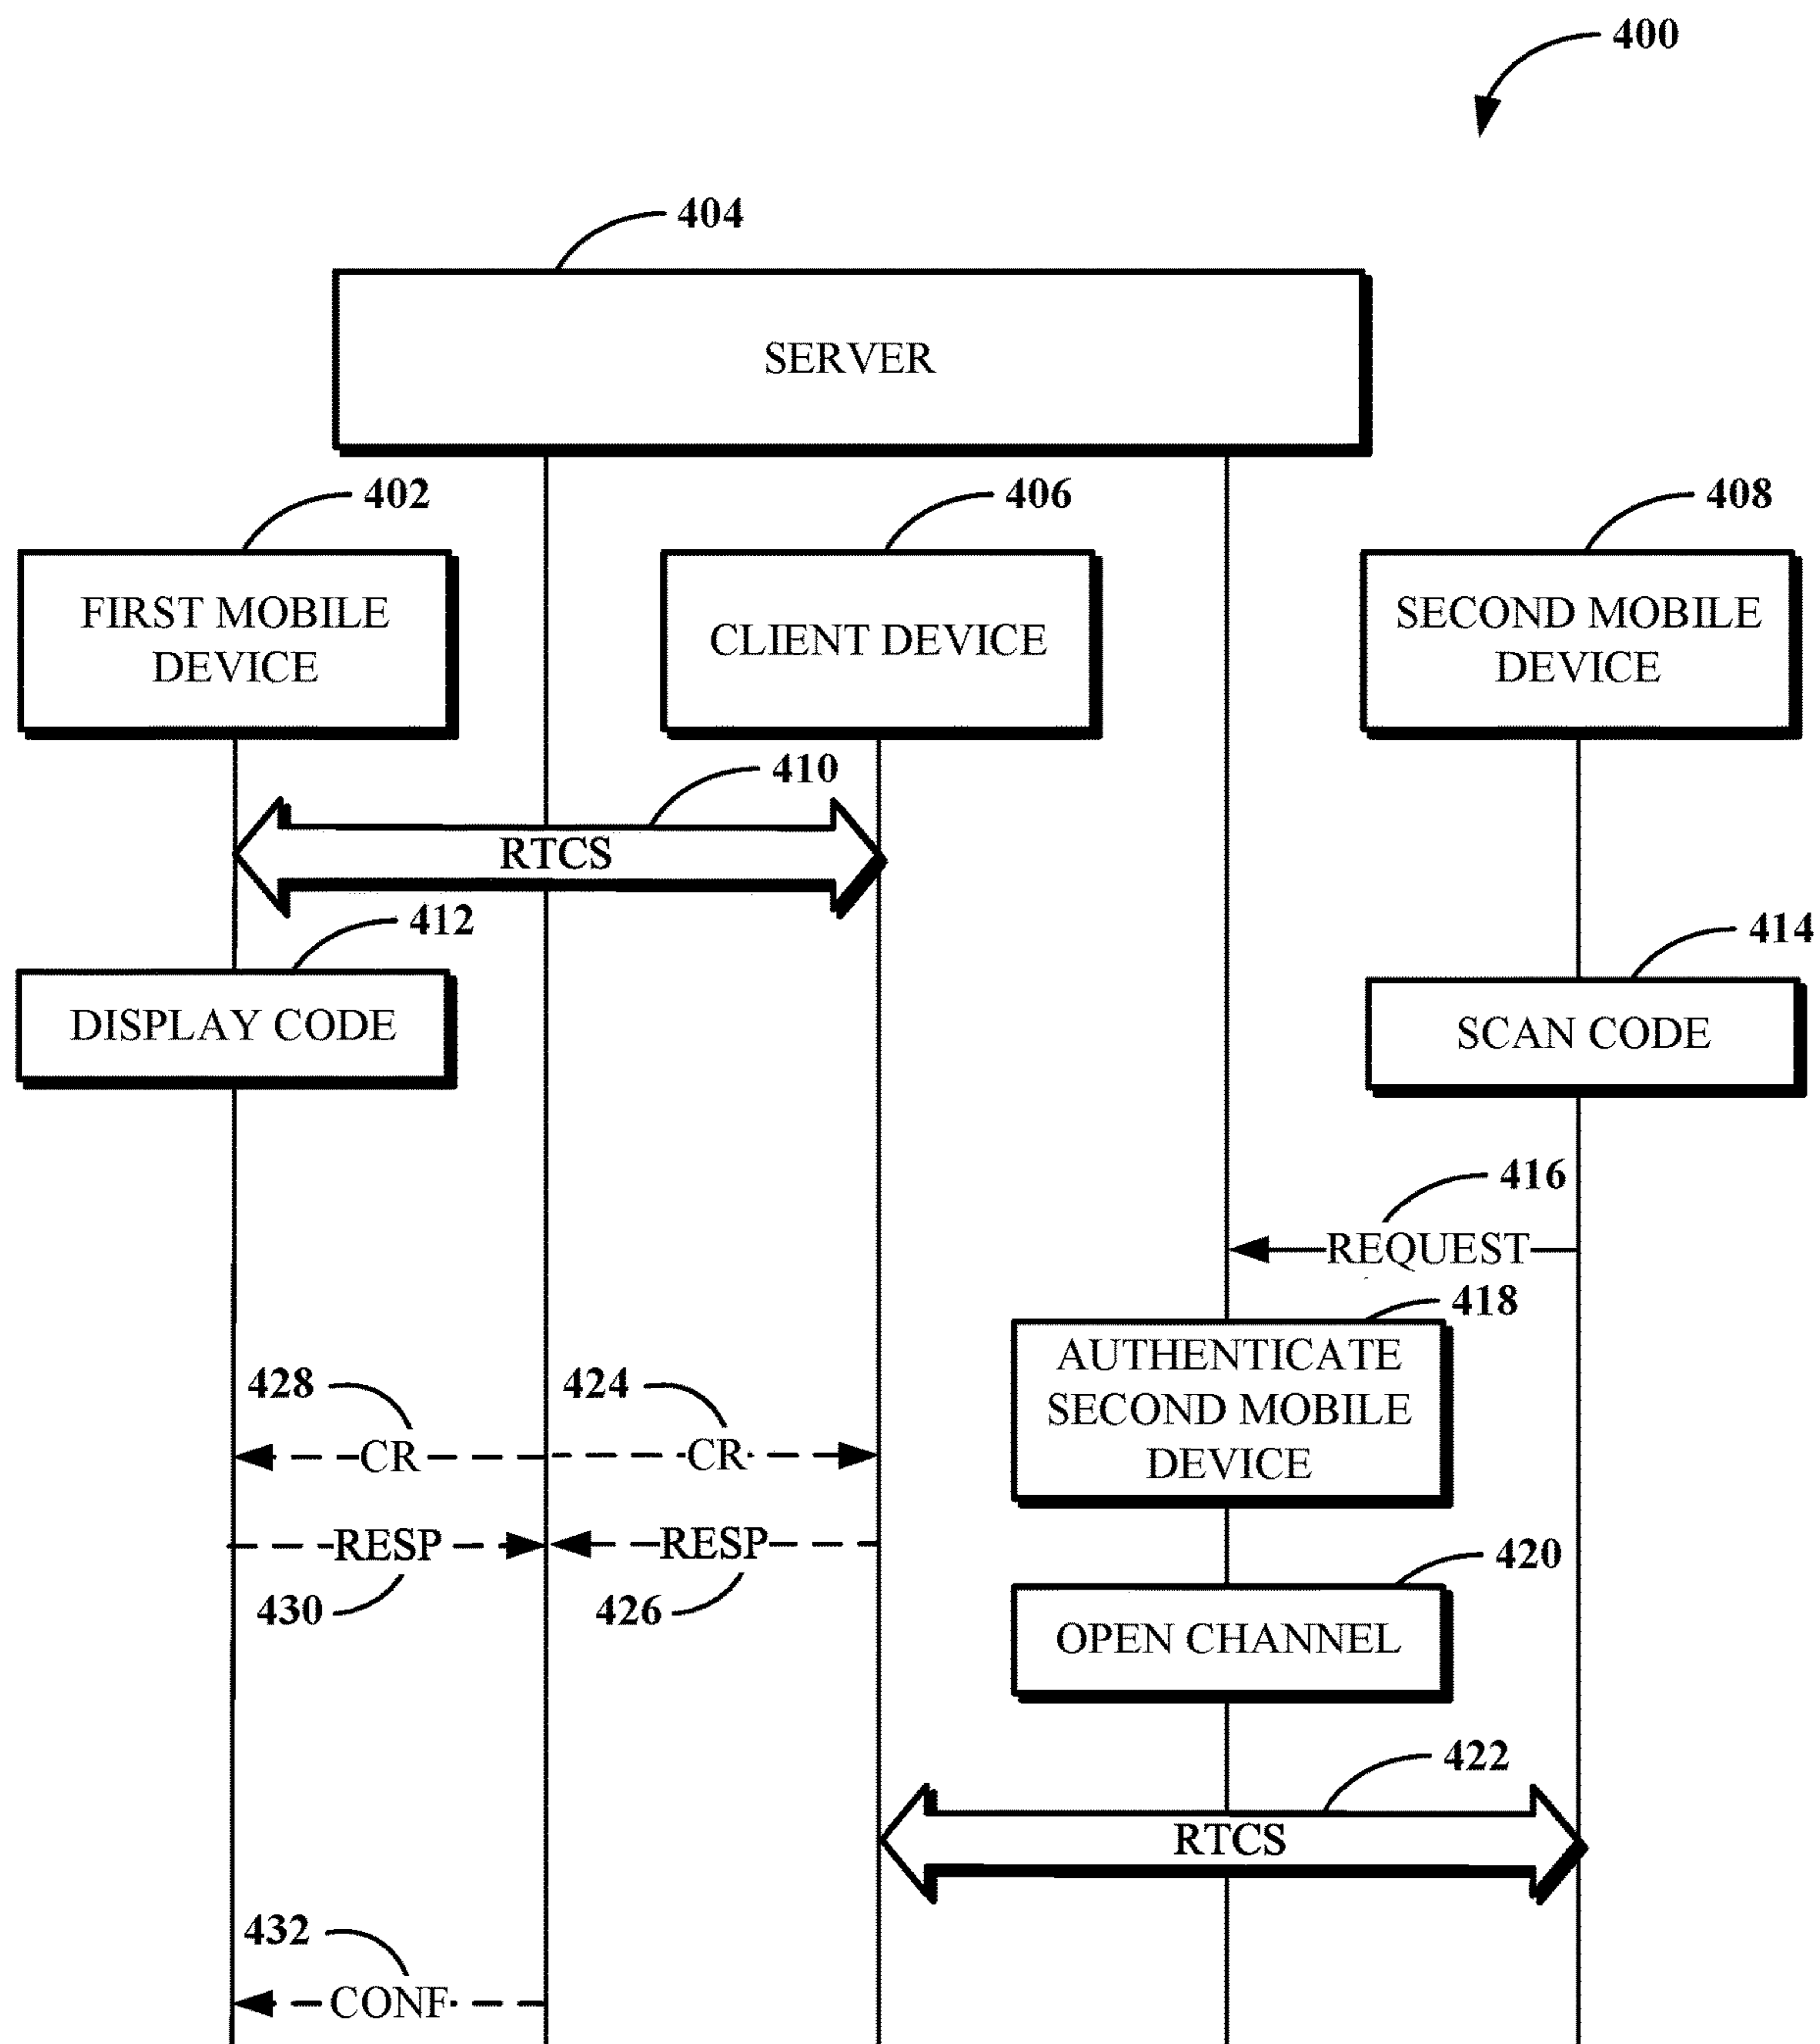 400
404
SERVER
402
406
408
FIRST MOBILE
DEVICE
CLIENT DEVICE
SECOND MOBILE
DEVICE
410
RTCS
412
414
DISPLAY CODE
SCAN CODE
416
REQUEST
418
AUTHENTICATE
SECOND MOBILE
DEVICE
428
424
CR
CR
RESP
RESP
430
426
420
OPEN CHANNEL
422
RTCS
432
CONF